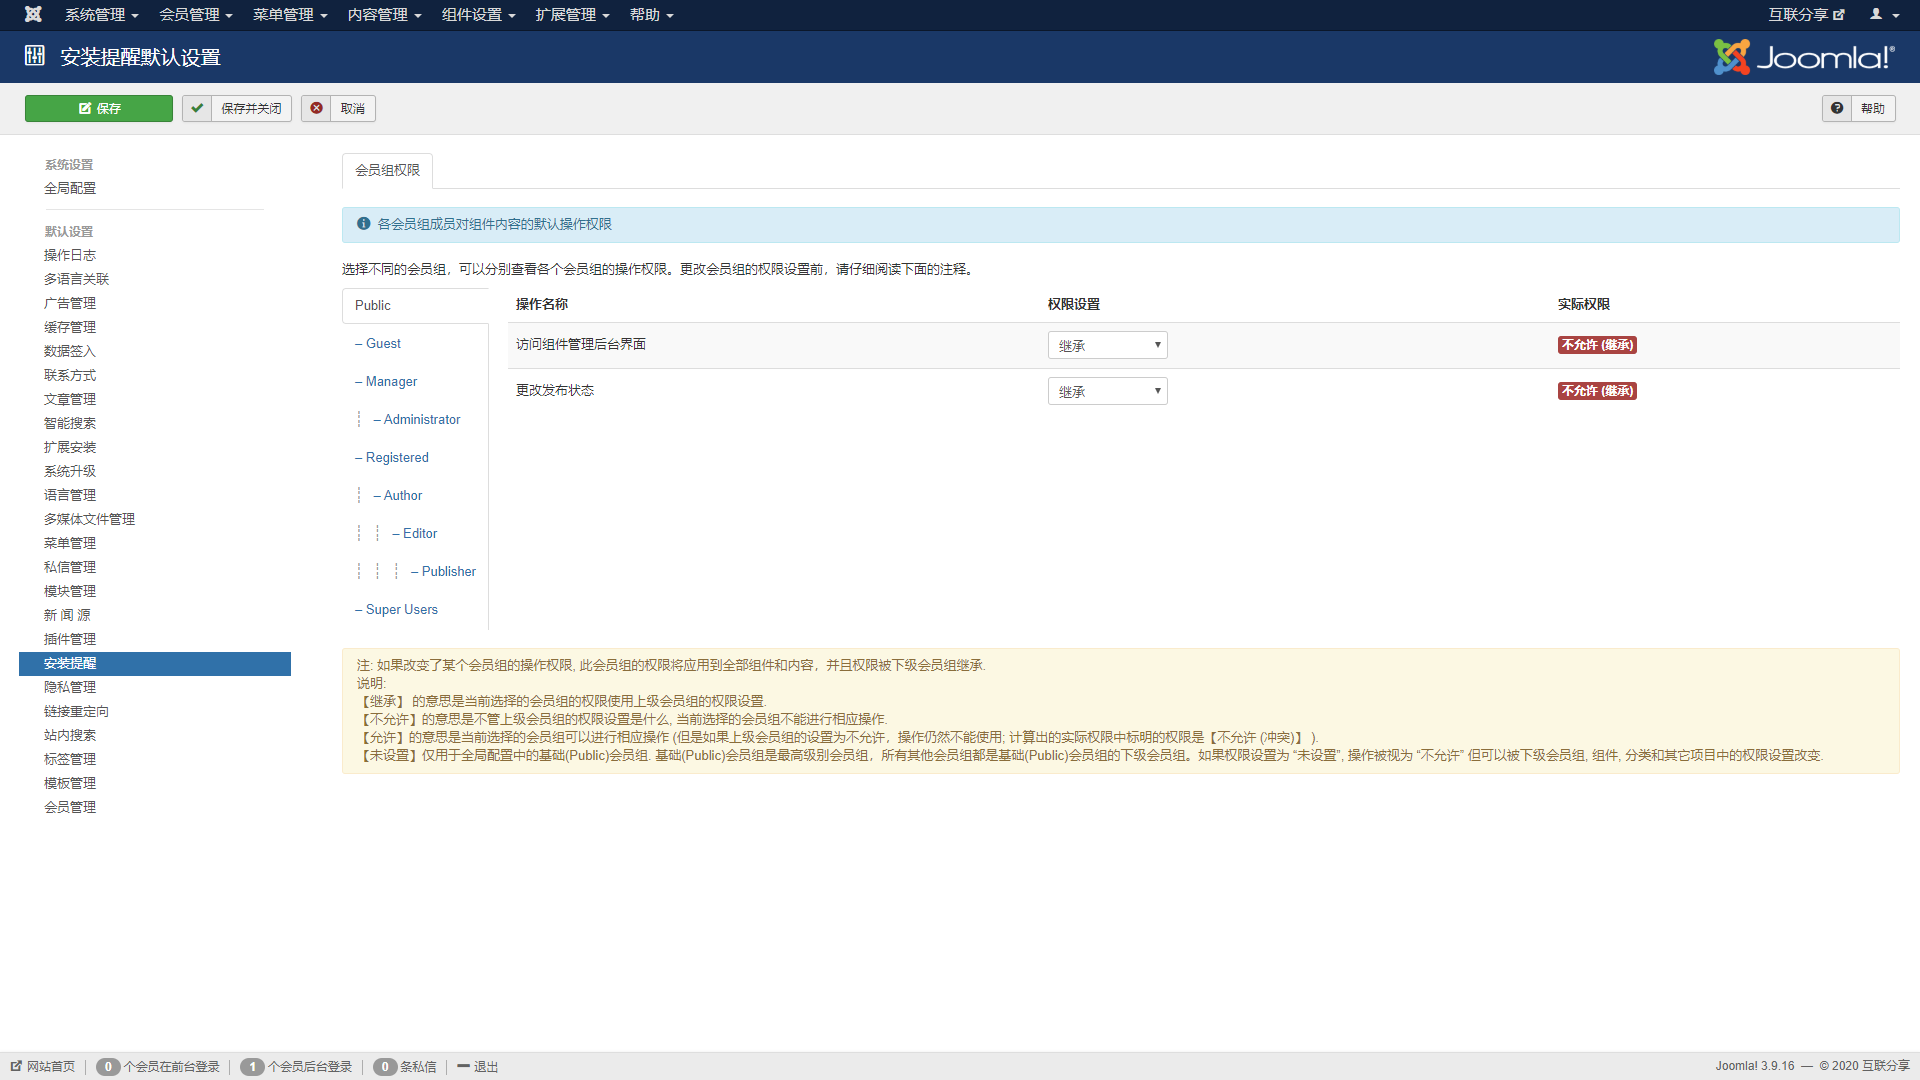 系统管理 会员管理 菜单管理 内容管理 组件设置 扩展管理 帮助 互联分享
安装提醒默认设置 Joomla!®
保存 保存并关闭 取消 帮助
系统设置
全局配置
默认设置
操作日志
多语言关联
广告管理
缓存管理
数据签入
联系方式
文章管理
智能搜索
扩展安装
系统升级
语言管理
多媒体文件管理
菜单管理
私信管理
模块管理
新 闻 源
插件管理
安装提醒
隐私管理
链接重定向
站内搜索
标签管理
模板管理
会员管理
会员组权限
各会员组成员对组件内容的默认操作权限
选择不同的会员组，可以分别查看各个会员组的操作权限。更改会员组的权限设置前，请仔细阅读下面的注释。
Public
– Guest
– Manager
– Administrator
– Registered
– Author
– Editor
– Publisher
– Super Users
操作名称 权限设置 实际权限
访问组件管理后台界面 继承 不允许 (继承)
更改发布状态 继承 不允许 (继承)
注: 如果改变了某个会员组的操作权限, 此会员组的权限将应用到全部组件和内容，并且权限被下级会员组继承.
说明:
【继承】 的意思是当前选择的会员组的权限使用上级会员组的权限设置.
【不允许】的意思是不管上级会员组的权限设置是什么, 当前选择的会员组不能进行相应操作.
【允许】的意思是当前选择的会员组可以进行相应操作 (但是如果上级会员组的设置为不允许，操作仍然不能使用; 计算出的实际权限中标明的权限是【不允许 (冲突)】 ).
【未设置】仅用于全局配置中的基础(Public)会员组. 基础(Public)会员组是最高级别会员组，所有其他会员组都是基础(Public)会员组的下级会员组。如果权限设置为 “未设置”, 操作被视为 “不允许” 但可以被下级会员组, 组件, 分类和其它项目中的权限设置改变.
网站首页 0 个会员在前台登录 1 个会员后台登录 0 条私信 退出 Joomla! 3.9.16 — © 2020 互联分享